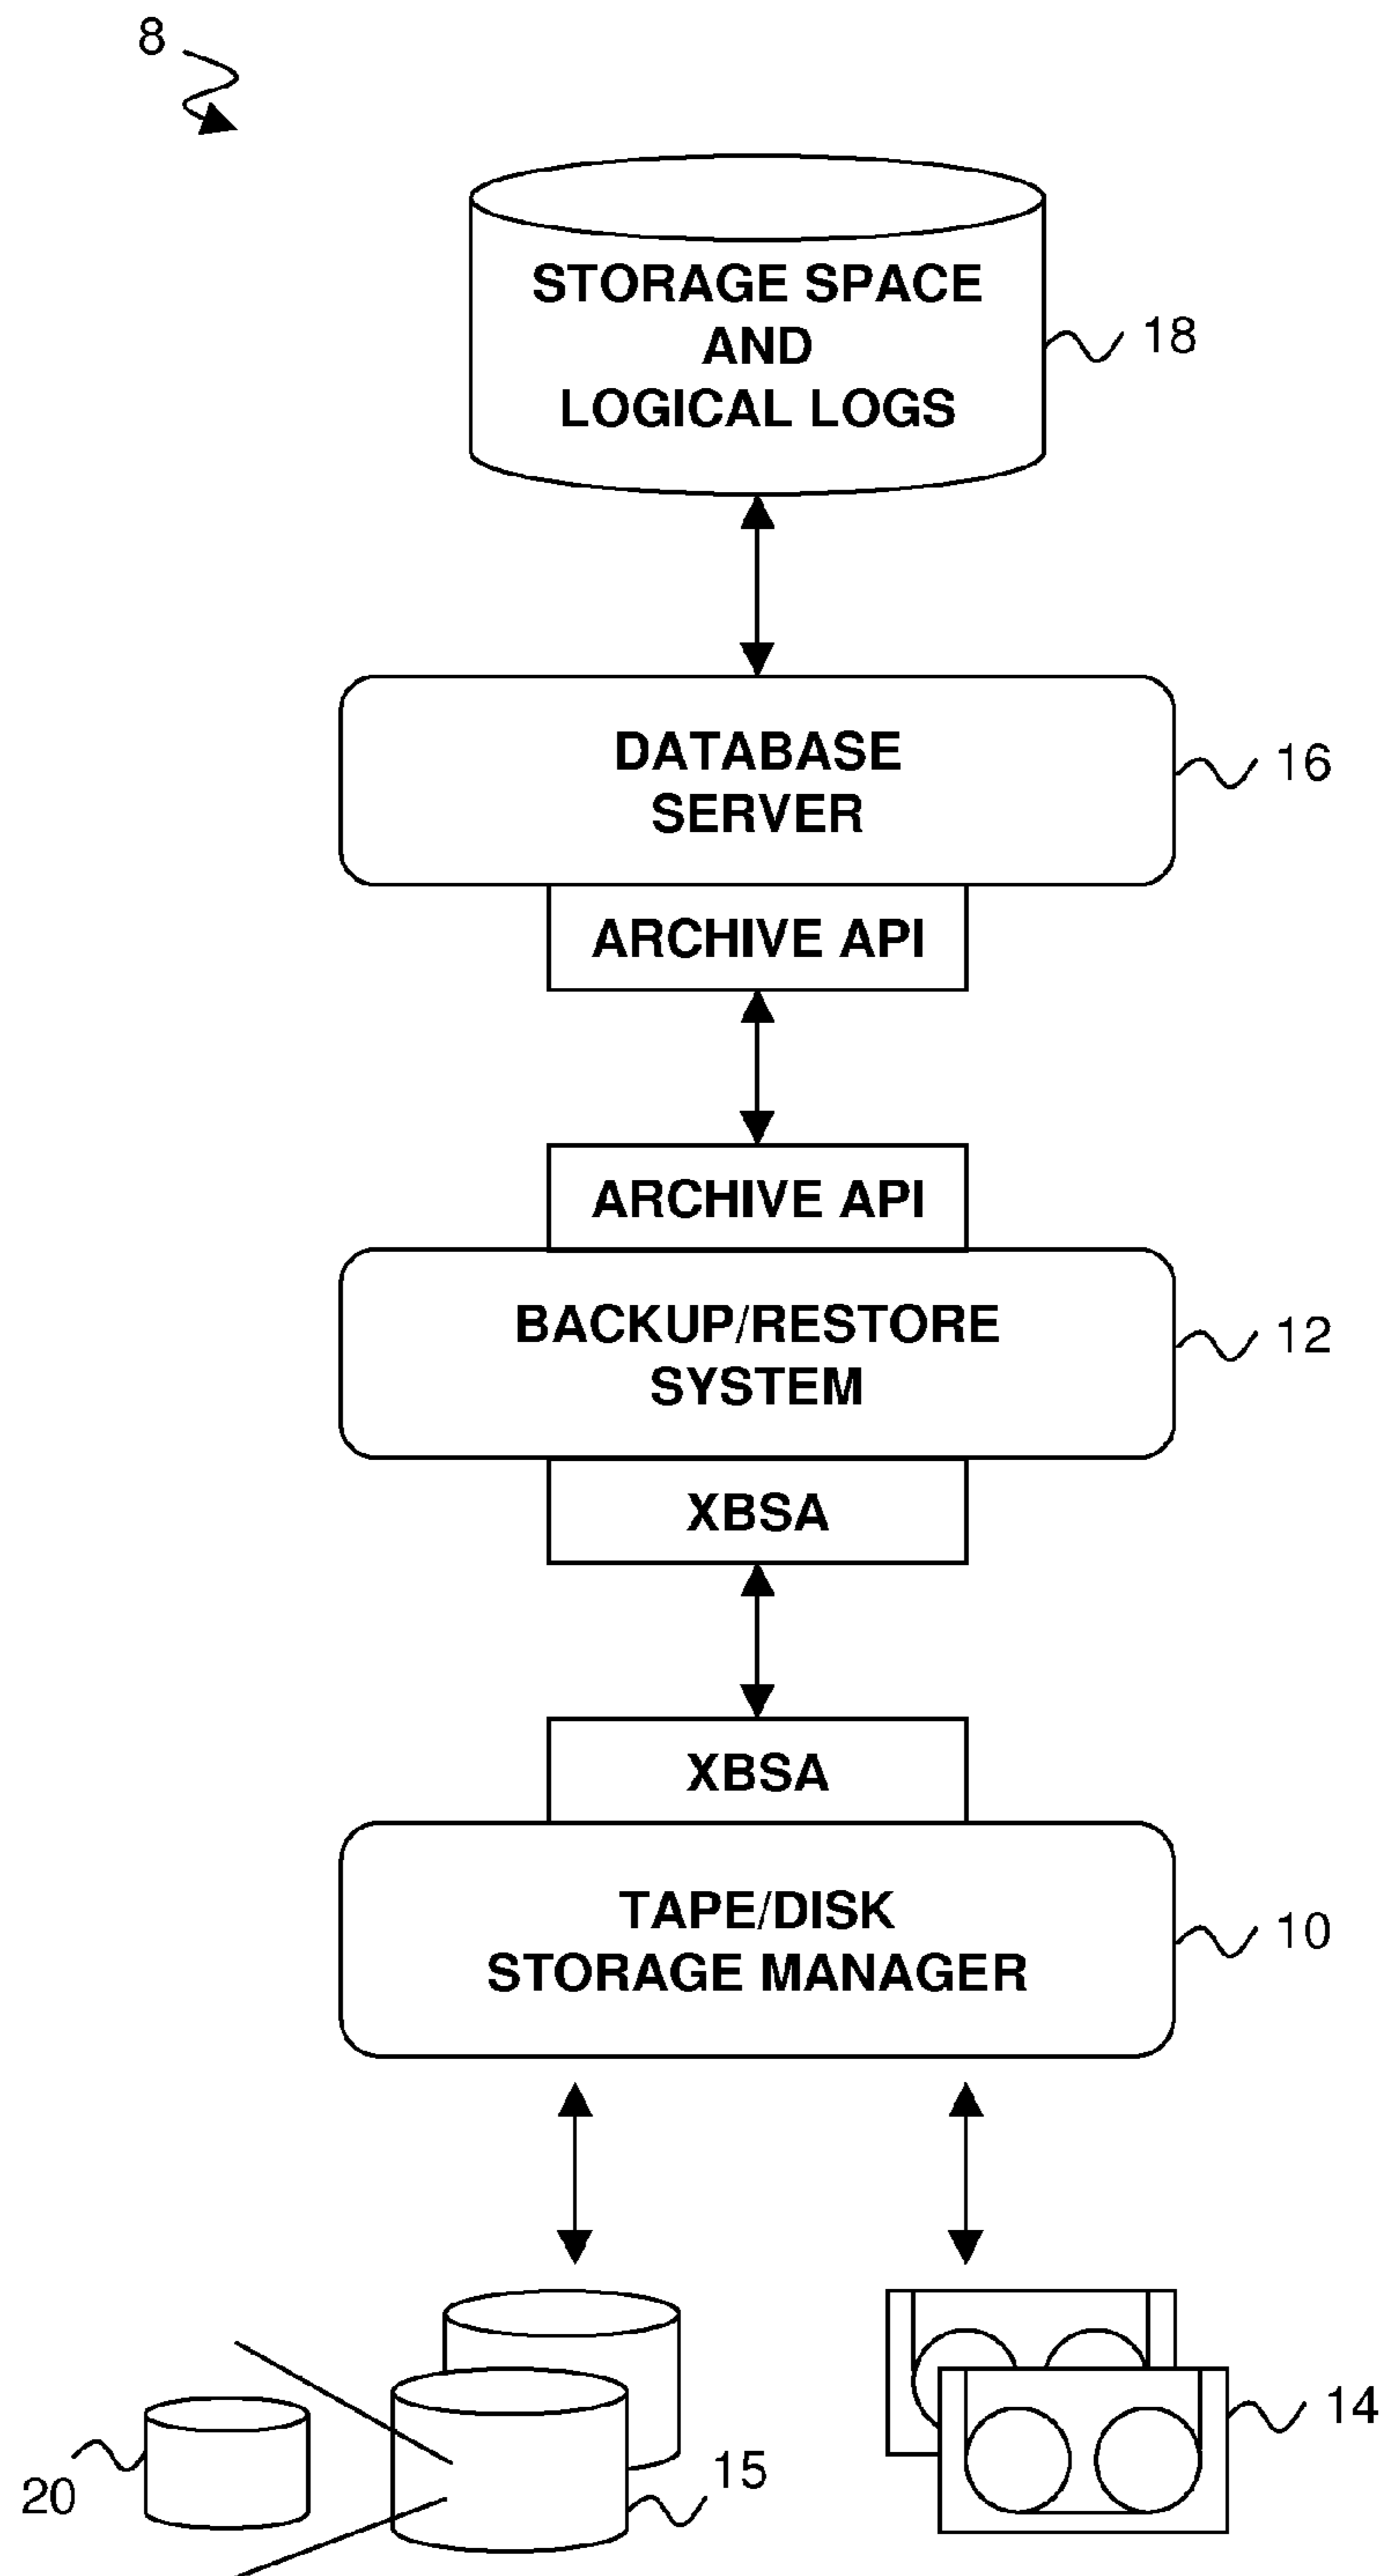 8
STORAGE SPACE
AND
LOGICAL LOGS
18
DATABASE
SERVER
16
ARCHIVE API
ARCHIVE API
BACKUP/RESTORE
SYSTEM
12
XBSA
XBSA
TAPE/DISK
STORAGE MANAGER
10
14
15
20